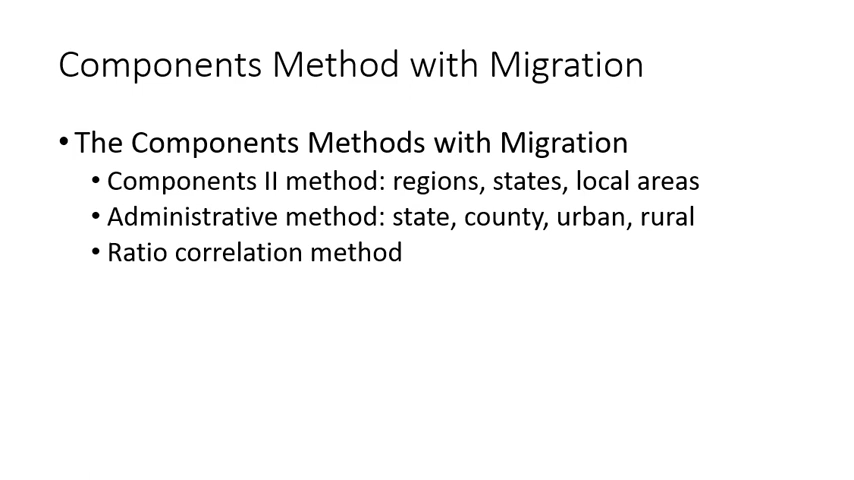 Components Method with Migration
• The Components Methods with Migration
• Components II method: regions, states, local areas
• Administrative method: state, county, urban, rural
• Ratio correlation method